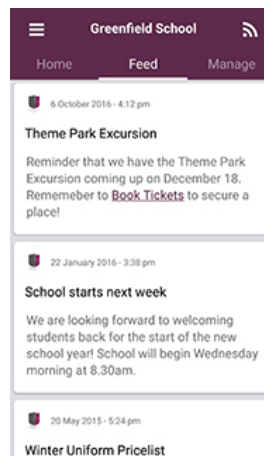 Greenfield School
Home Feed Manage
6 October 2016 - 4:12 pm
Theme Park Excursion
Reminder that we have the Theme Park
Excursion coming up on December 18.
Rememeber to Book Tickets to secure a
place!
22 January 2016 - 3:38 pm
School starts next week
We are looking forward to welcoming
students back for the start of the new
school year! School will begin Wednesday
morning at 8.30am.
20 May 2015 - 5:24 pm
Winter Uniform Pricelist